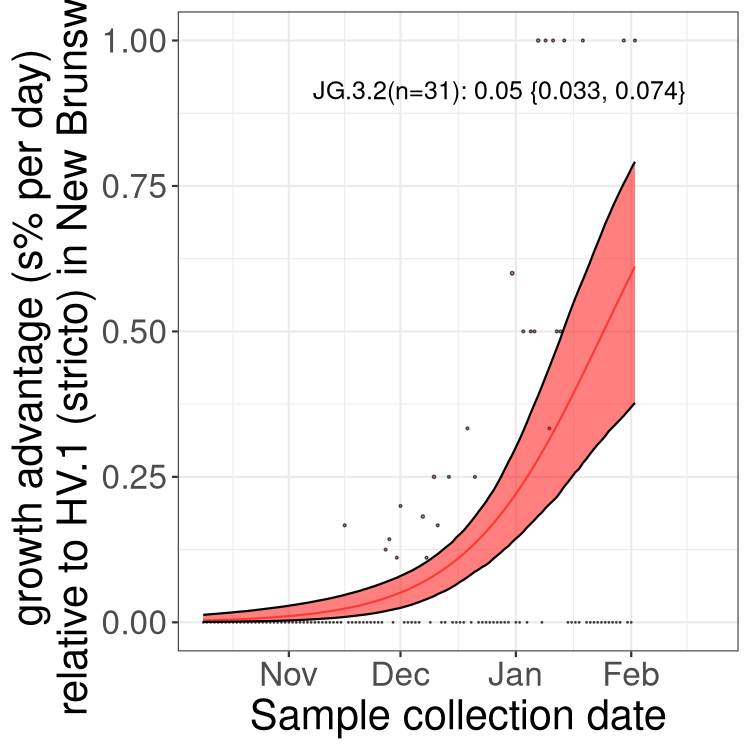 growth advantage (s% per day)
relative to HV.1 (stricto) in New Brunsw
1.00
0.75
0.50
0.25
0.00
JG.3.2(n=31): 0.05 {0.033, 0.074}
Nov Dec Jan Feb
Sample collection date